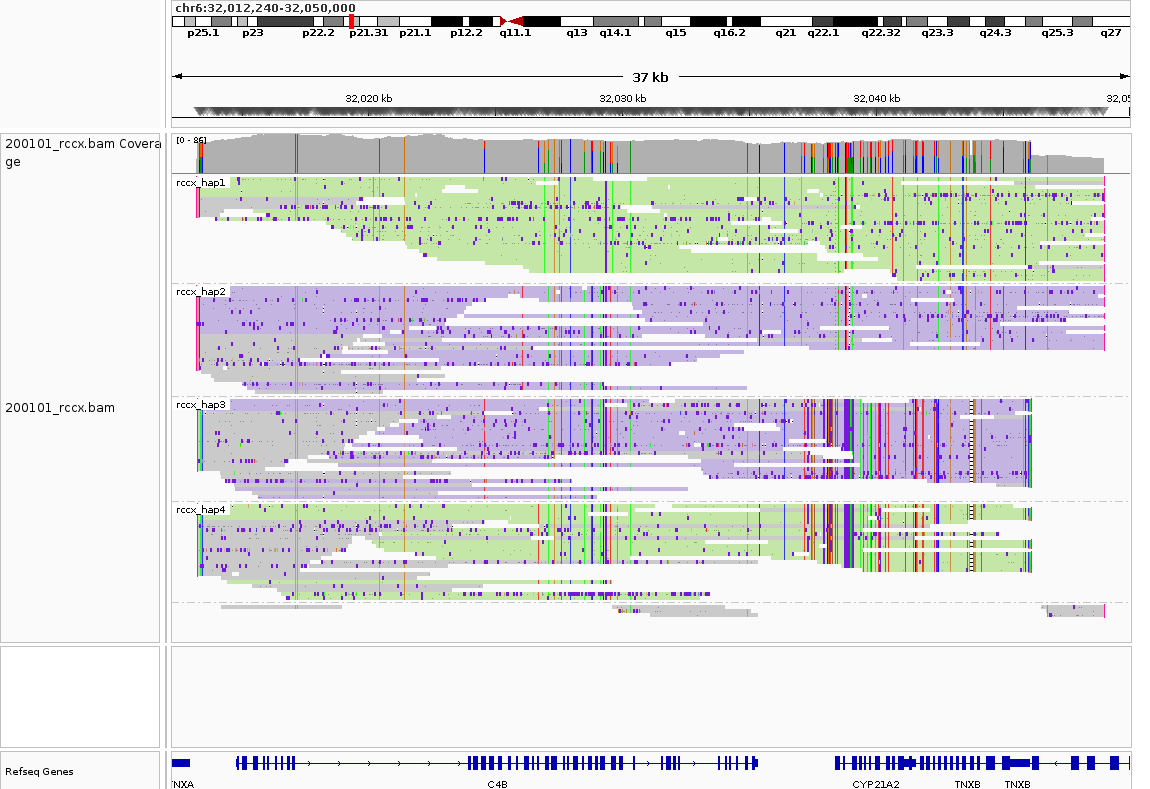 chr6:32,012,240-32,050,000
p25.1 p23 p22.2 p21.31 p21.1 p12.2 q11.1 q13 q14.1 q15 q16.2 q21 q22.1 q22.32 q23.3 q24.3 q25.3 q27
37 kb
32,020 kb 32,030 kb 32,040 kb 32,05
200101_rccx.bam Covera
ge
[0 - 86]
rccx_hap1
rccx_hap2
rccx_hap3
200101_rccx.bam
rccx_hap4
Refseq Genes
NXA C4B CYP21A2 TNXB TNXB